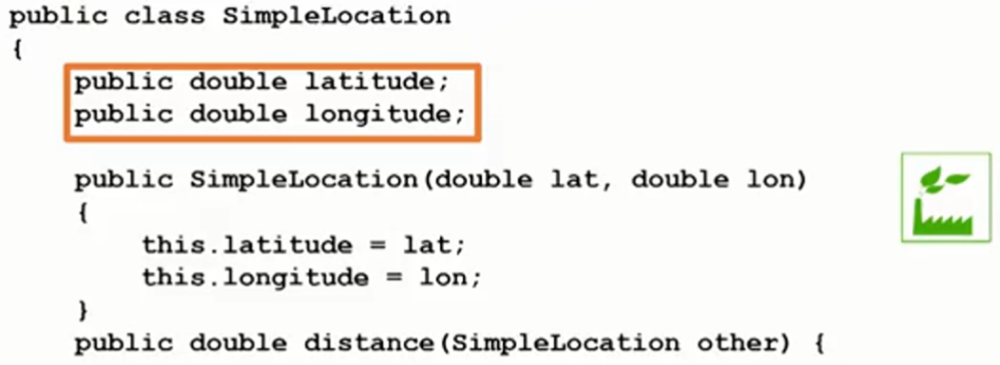 public class SimpleLocation
{
public double latitude;
public double longitude;
public SimpleLocation(double lat, double lon)
{
this.latitude = lat;
this.longitude = lon;
}
public double distance(SimpleLocation other) {